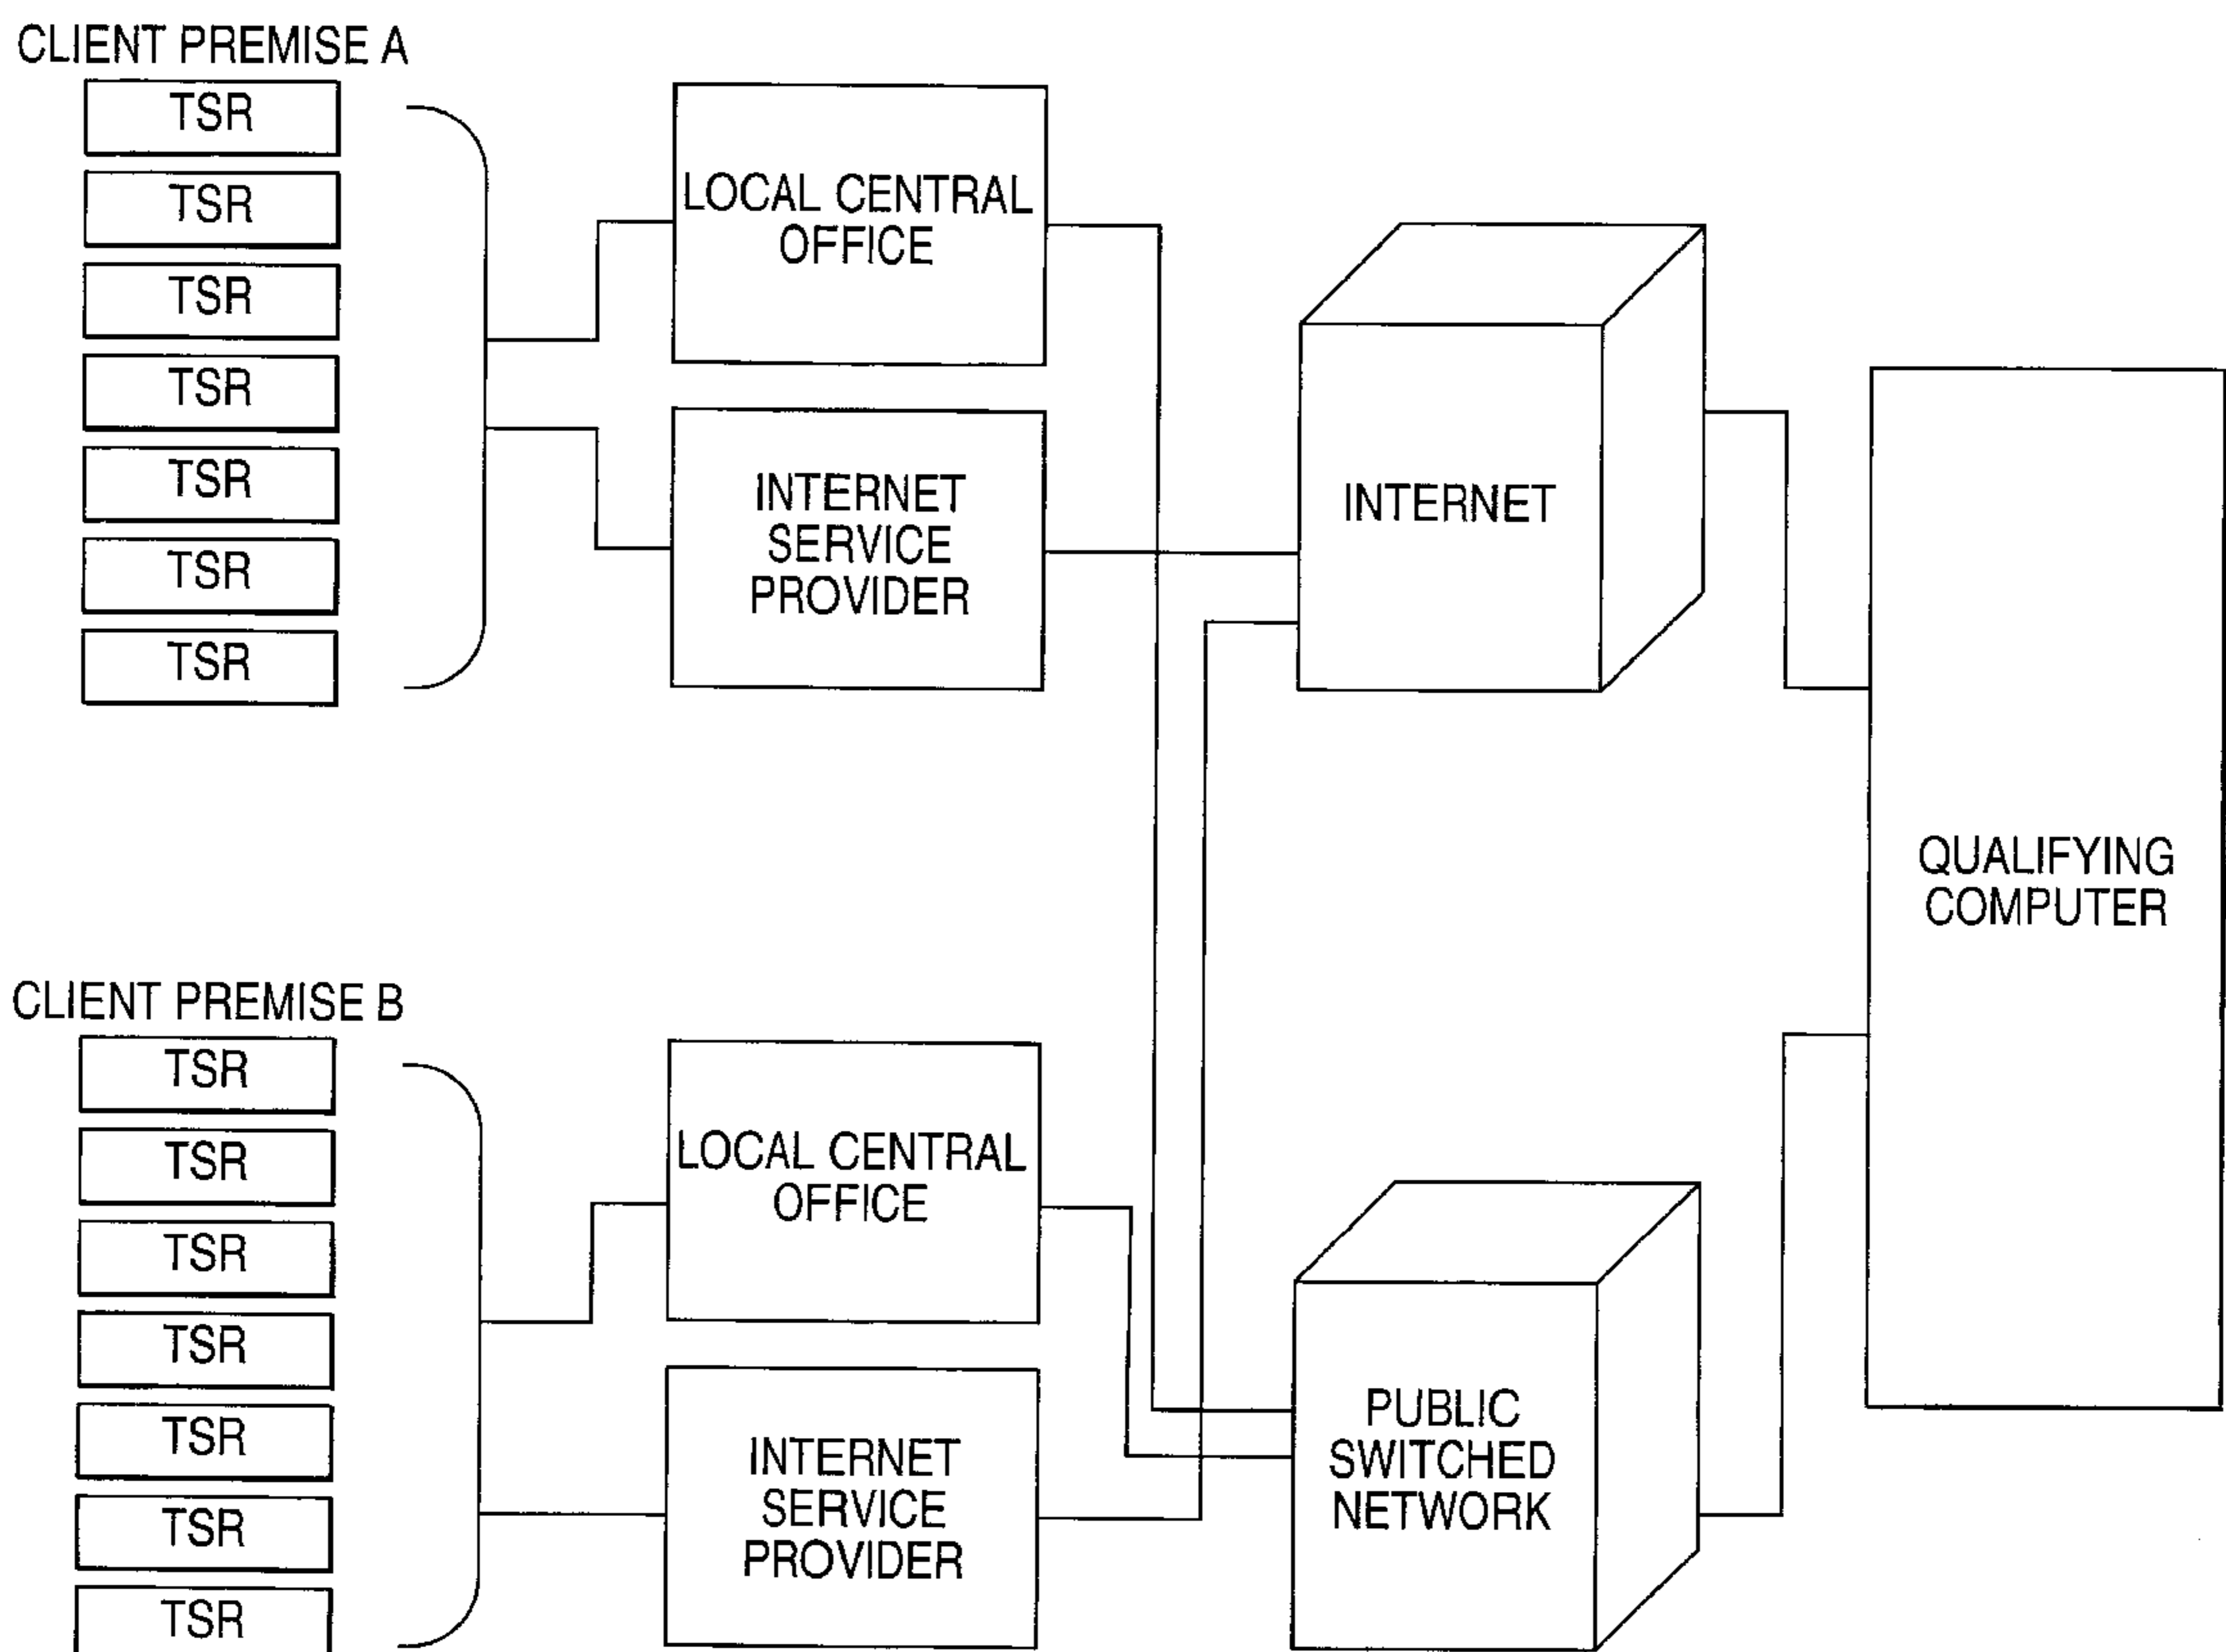 CLIENT PREMISE A
TSR
TSR
TSR
TSR
TSR
TSR
TSR
LOCAL CENTRAL
OFFICE
INTERNET
SERVICE
PROVIDER
INTERNET
QUALIFYING
COMPUTER
CLIENT PREMISE B
TSR
TSR
TSR
TSR
TSR
TSR
TSR
LOCAL CENTRAL
OFFICE
INTERNET
SERVICE
PROVIDER
PUBLIC
SWITCHED
NETWORK